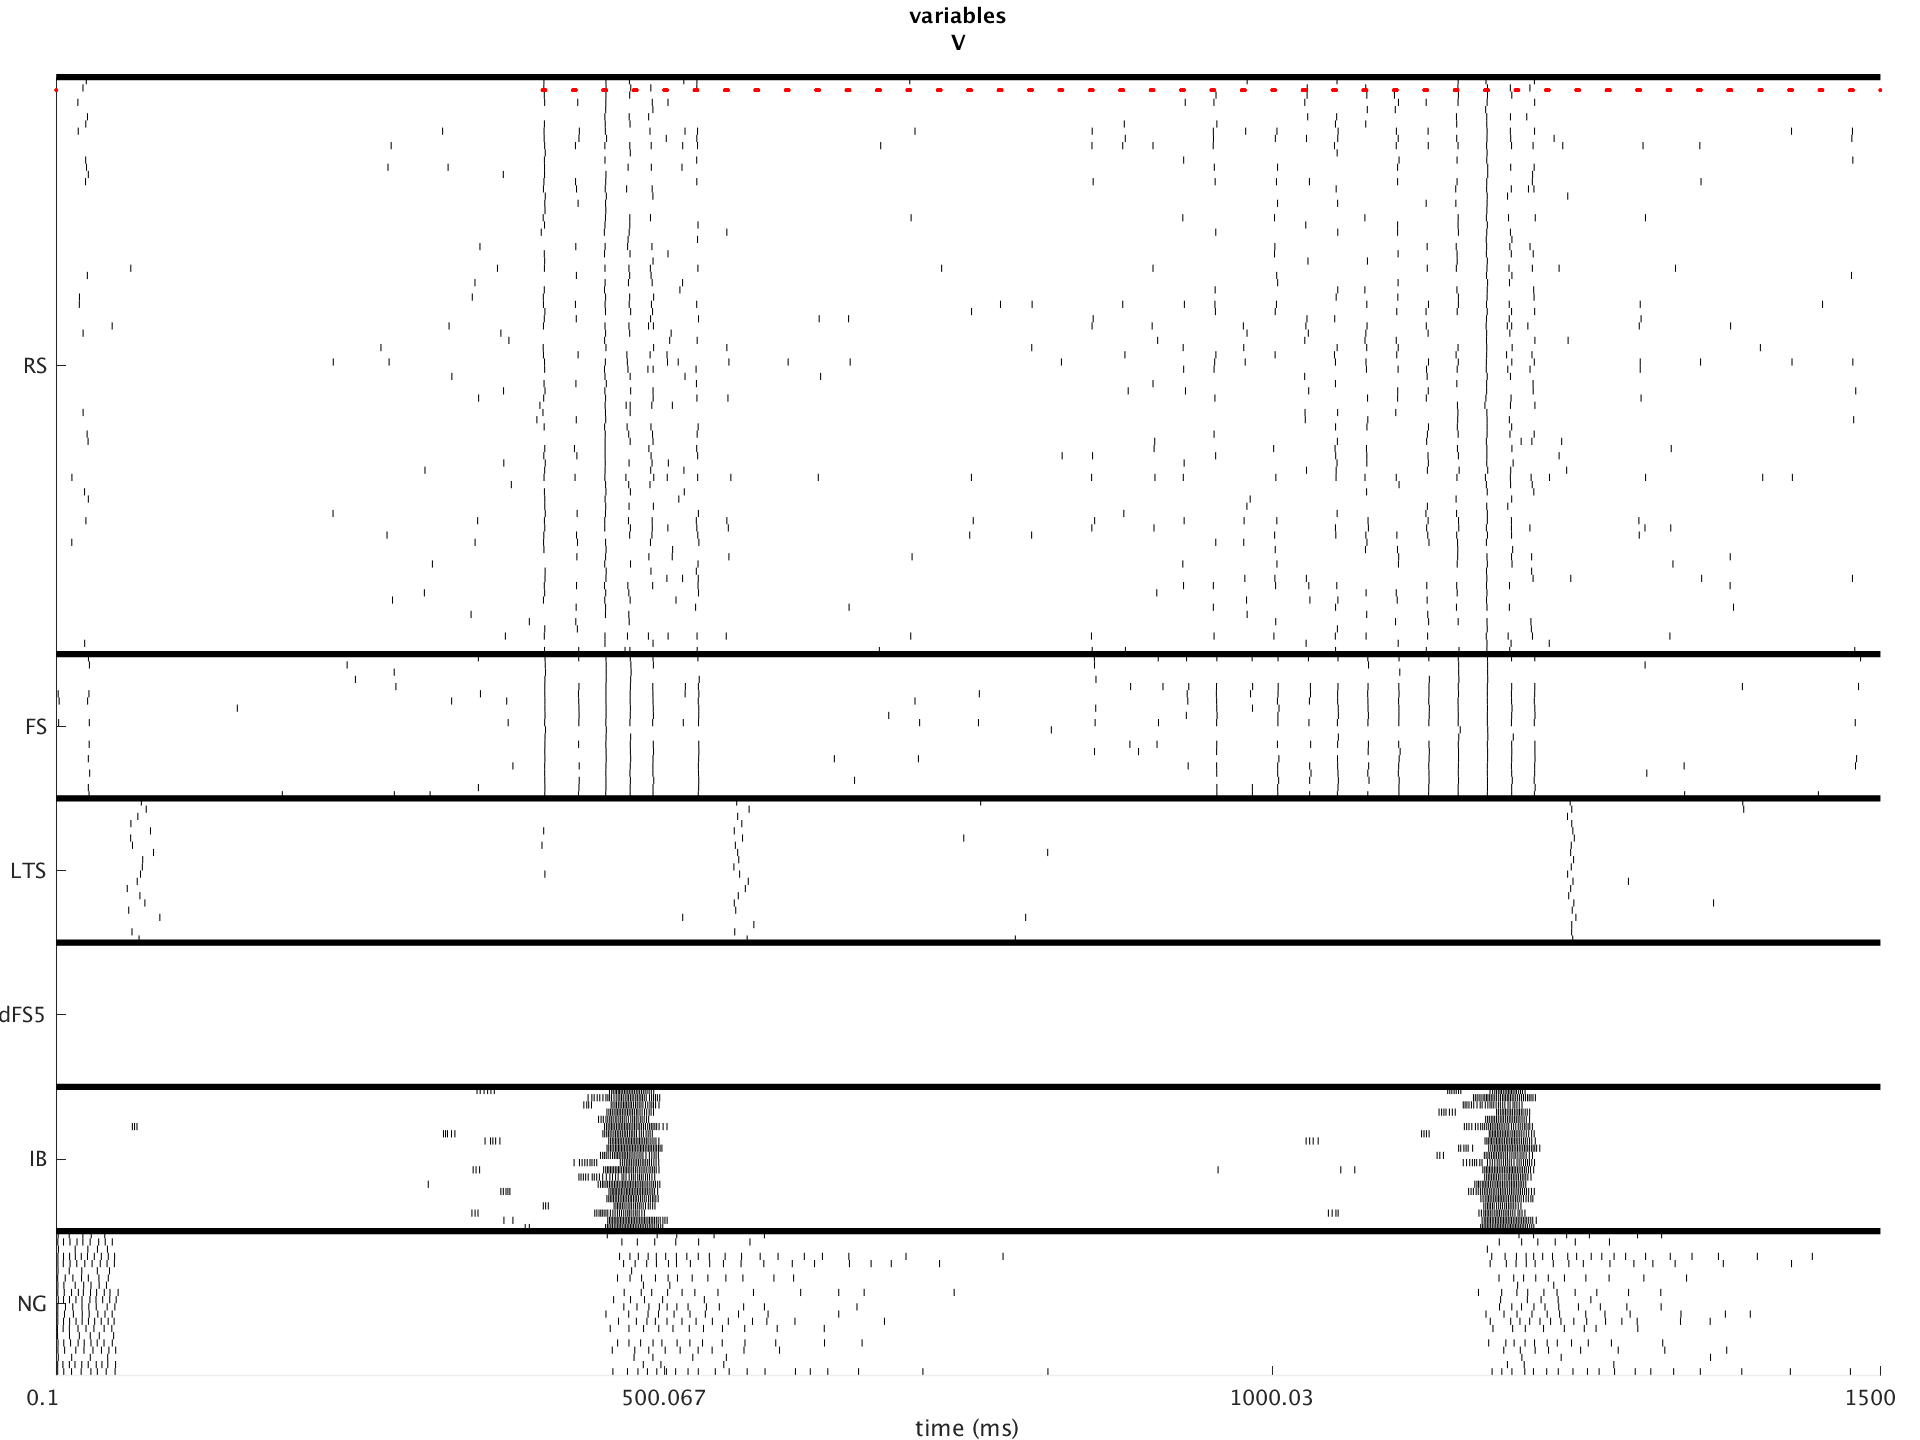 variables
V
RS
FS
LTS
dFS5
IB
NG
0.1
500.067
1000.03
1500
time (ms)